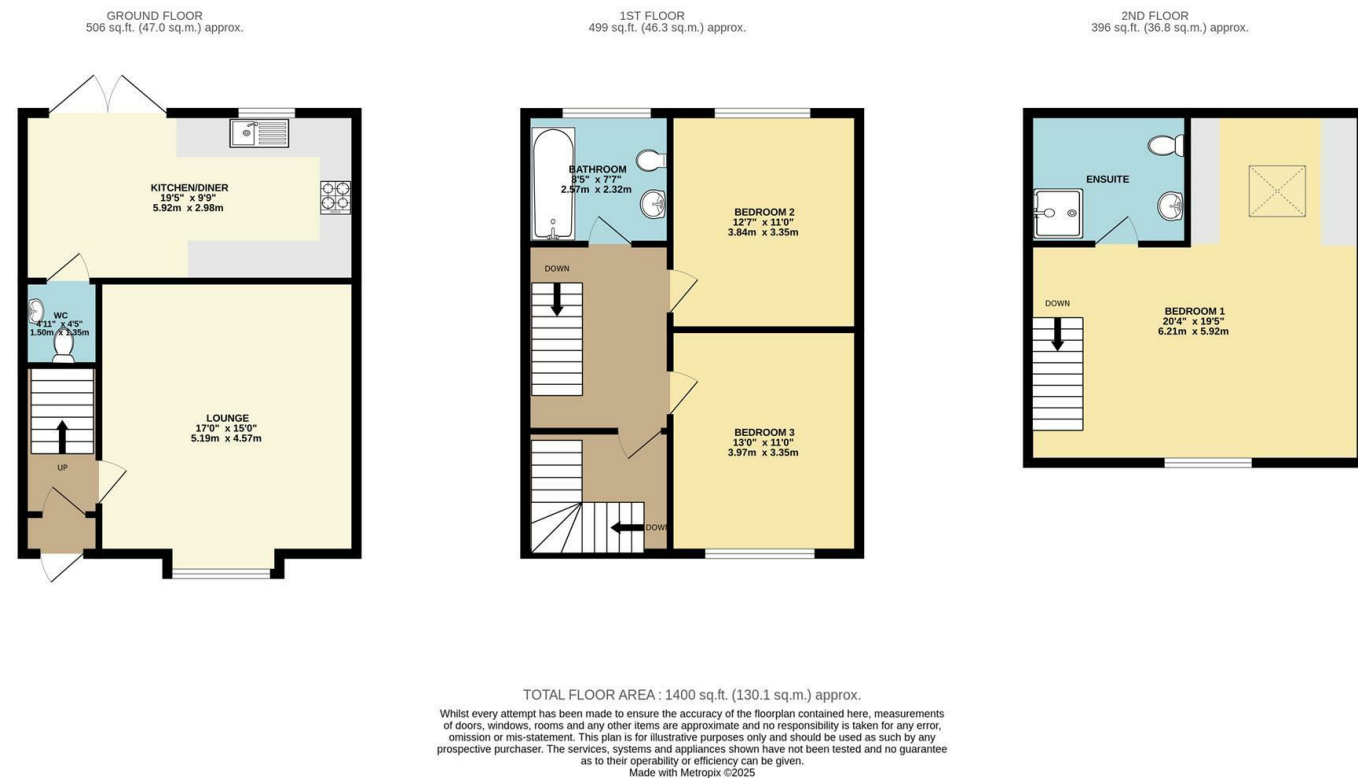 GROUND FLOOR
506 sq.ft. (47.0 sq.m.) approx.
1ST FLOOR
499 sq.ft. (46.3 sq.m.) approx.
2ND FLOOR
396 sq.ft. (36.8 sq.m.) approx.
KITCHEN/DINER
19'5" x 9'9"
5.92m x 2.98m
WC
4'11" x 4'5"
1.50m x 1.35m
LOUNGE
17'0" x 15'0"
5.19m x 4.57m
UP
BATHROOM
8'5" x 7'7"
2.57m x 2.32m
BEDROOM 2
12'7" x 11'0"
3.84m x 3.35m
DOWN
BEDROOM 3
13'0" x 11'0"
3.97m x 3.35m
DOWN
ENSUITE
DOWN
BEDROOM 1
20'4" x 19'5"
6.21m x 5.92m
TOTAL FLOOR AREA : 1400 sq.ft. (130.1 sq.m.) approx.
Whilst every attempt has been made to ensure the accuracy of the floorplan contained here, measurements
of doors, windows, rooms and any other items are approximate and no responsibility is taken for any error,
omission or mis-statement. This plan is for illustrative purposes only and should be used as such by any
prospective purchaser. The services, systems and appliances shown have not been tested and no guarantee
as to their operability or efficiency can be given.
Made with Metropix ©2025